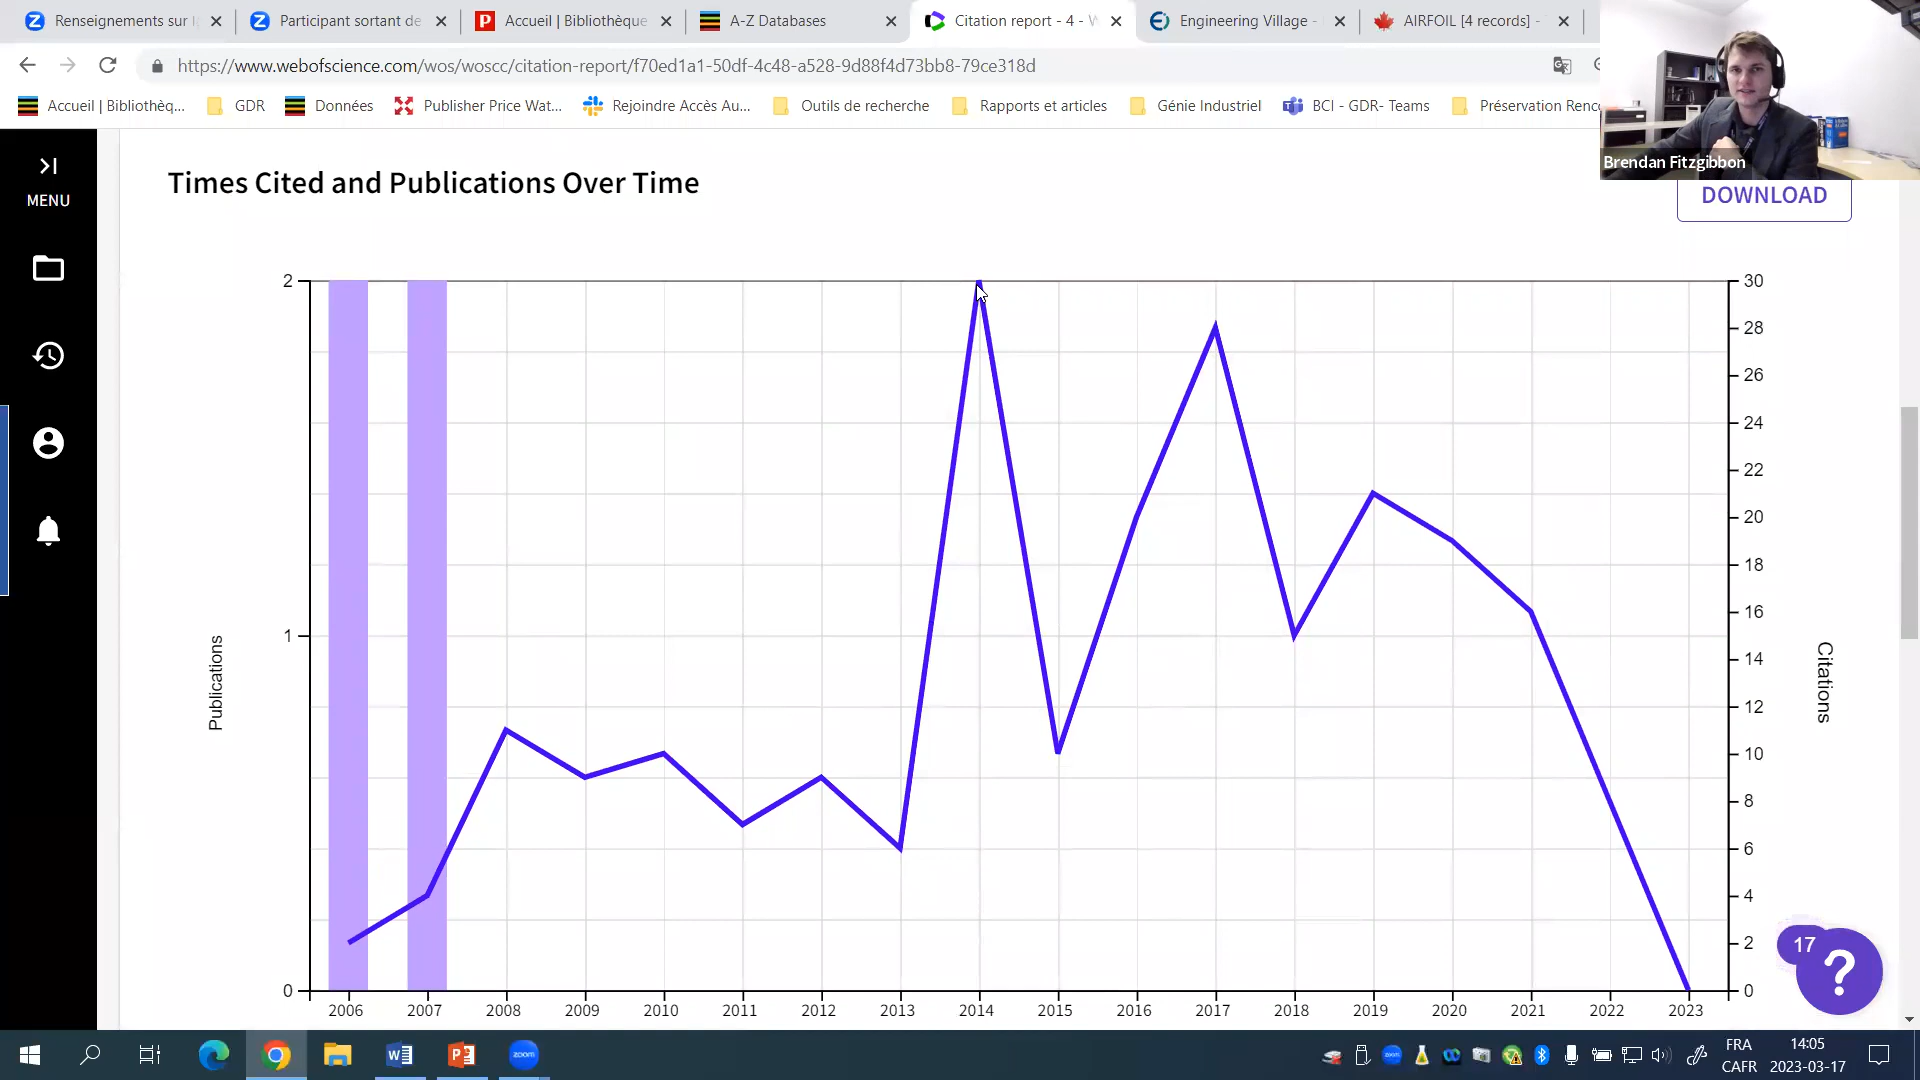 Renseignements sur
Participant sortant de
Accueil | Bibliothèque
A-Z Databases
Citation report - 4 - W
Engineering Village -
AIRFOIL [4 records] -
https://www.webofscience.com/wos/woscc/citation-report/f70ed1a1-50df-4c48-a528-9d88f4d73bb8-79ce318d
Accueil | Bibliothèq...
GDR
Données
Publisher Price Wat...
Rejoindre Accès Au...
Outils de recherche
Rapports et articles
Génie Industriel
BCI - GDR- Teams
Préservation Renc
Brendan Fitzgibbon
MENU
Times Cited and Publications Over Time
DOWNLOAD
2
1
0
Publications
30
28
26
24
22
20
18
16
14
12
10
8
6
4
2
0
Citations
2006 2007 2008 2009 2010 2011 2012 2013 2014 2015 2016 2017 2018 2019 2020 2021 2022 2023
17
?
zoom
FRA
CAFR
14:05
2023-03-17